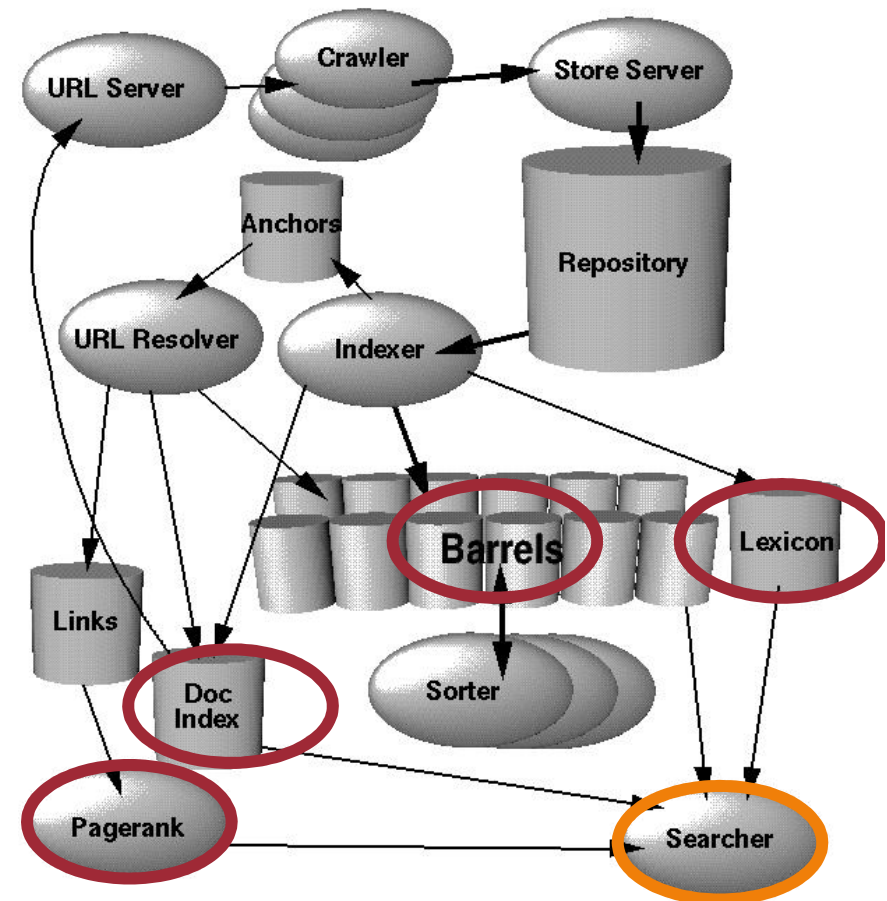 Crawler
URL Server
Store Server
Anchors
Repository
URL Resolver
Indexer
Barrels
Lexicon
Links
Doc
Index
Sorter
Pagerank
Searcher